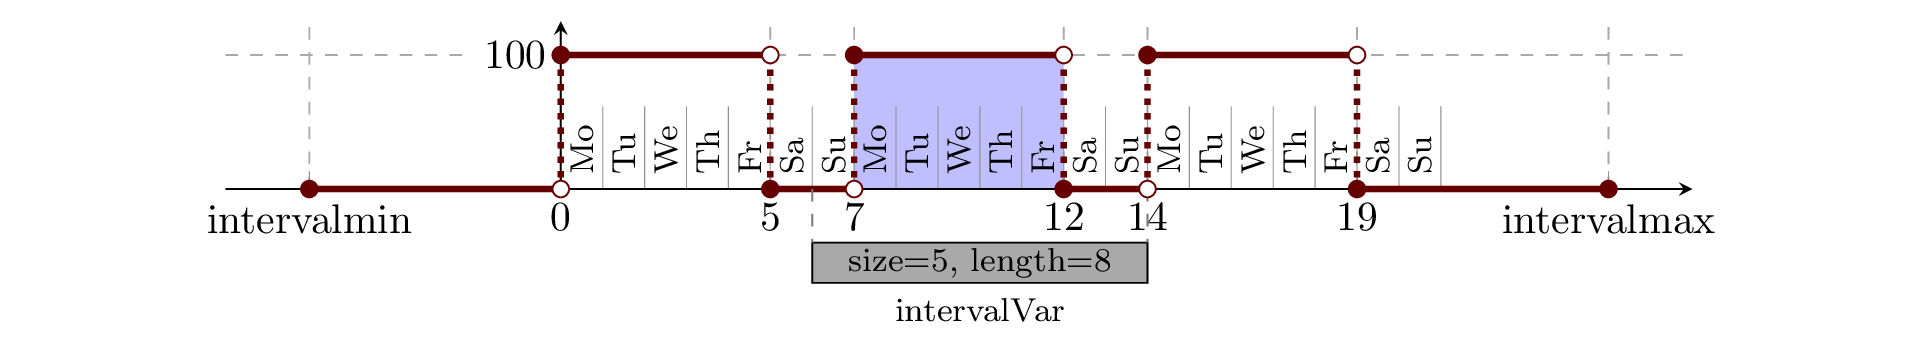 100
Mo Tu We Th Fr Sa Su Mo Tu We Th Fr Sa Su Mo Tu We Th Fr Sa Su
intervalmin 0 5 7 12 14 19 intervalmax
size=5, length=8
intervalVar